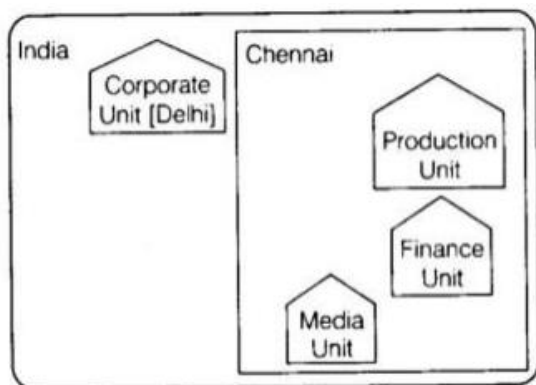 India
Corporate
Unit [Delhi]
Chennai
Production
Unit
Finance
Unit
Media
Unit